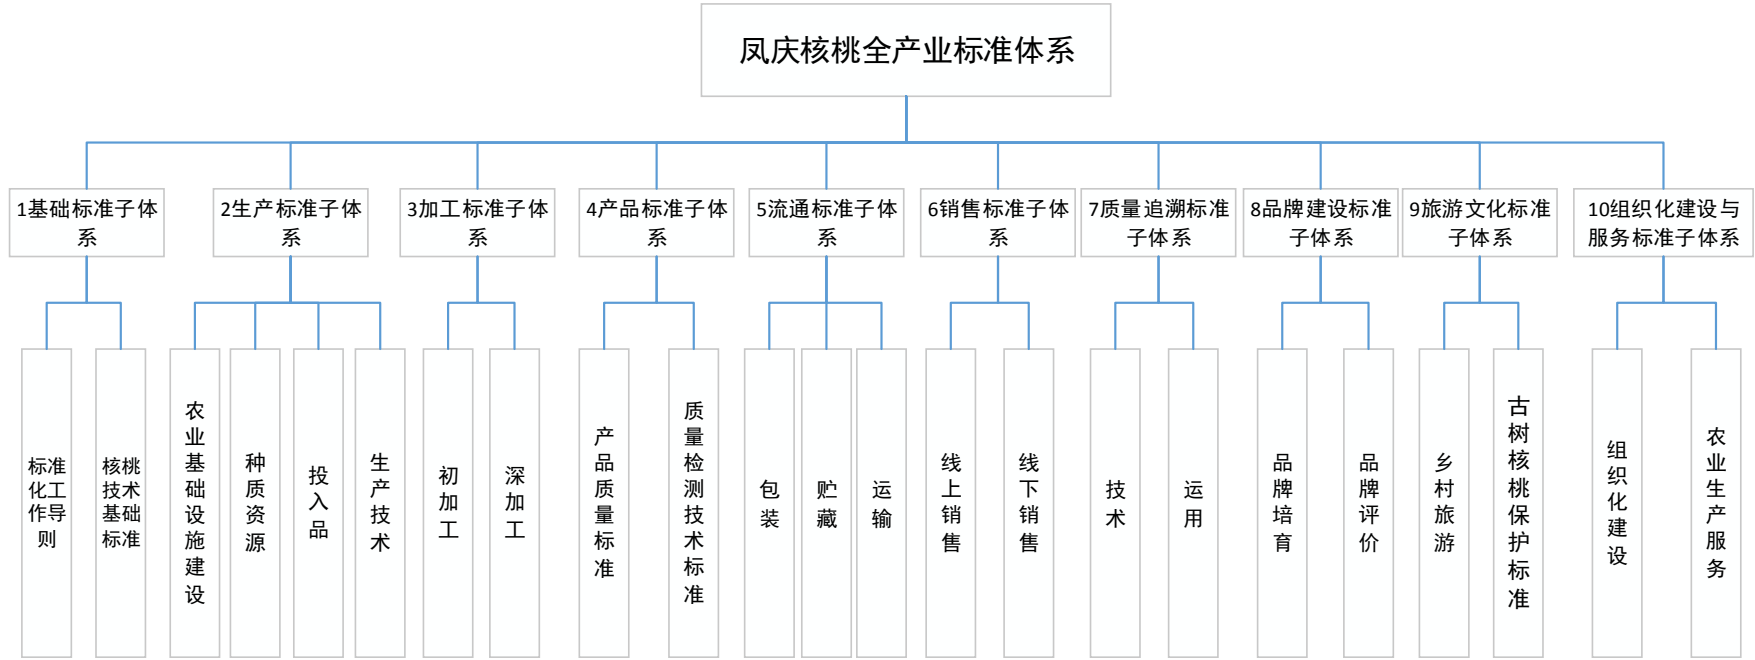 凤庆核桃全产业标准体系
1基础标准子体
系
2生产标准子体
系
3加工标准子体
系
4产品标准子体
系
5流通标准子体
系
6销售标准子体
系
7质量追溯标准
子体系
8品牌建设标准
子体系
9旅游文化标准
子体系
10组织化建设与
服务标准子体系
标准
化工
作导
则
核桃
技术
基础
标准
农业基础设施建设
种质资源
投入品
生产技术
初加工
深加工
产品质量标准
质量检测技术标准
包装
贮藏
运输
线上销售
线下销售
技术
运用
品牌培育
品牌评价
乡村旅游
古树核桃保护标准
组织化建设
农业生产服务